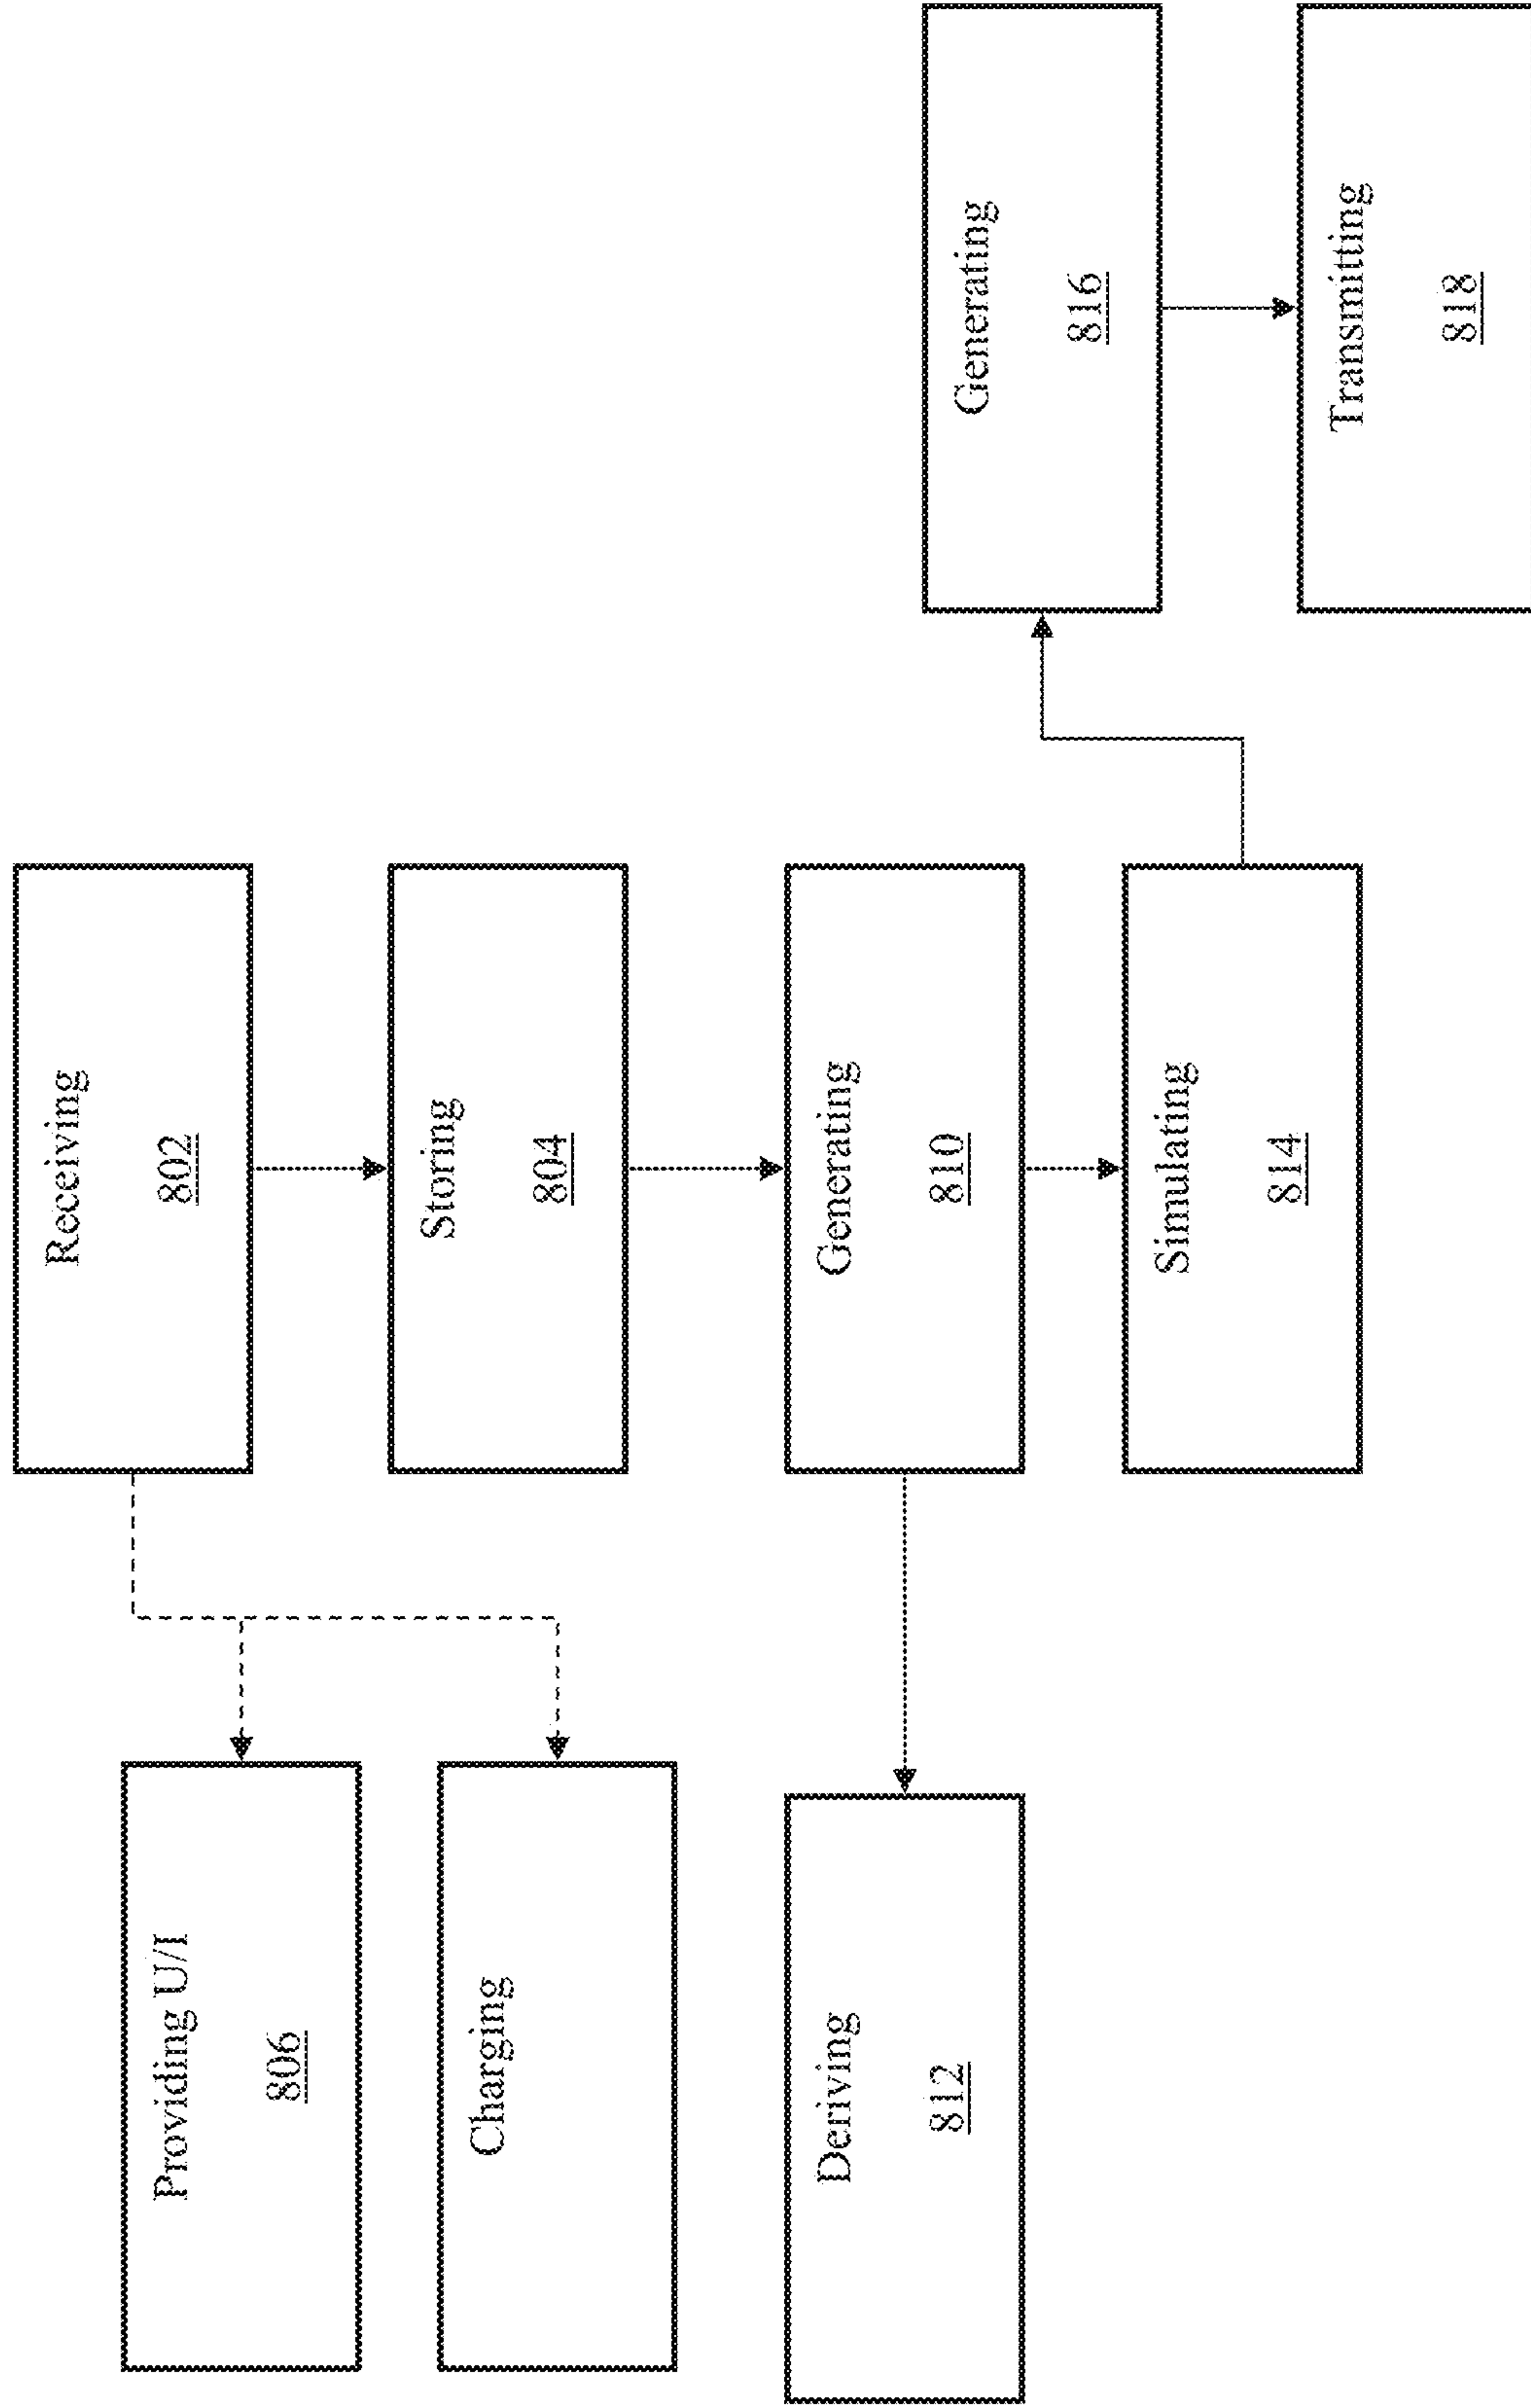 Providing U/I
806
Charging
Deriving
812
Receiving
802
Storing
804
Generating
810
Simulating
814
Generating
816
Transmitting
818